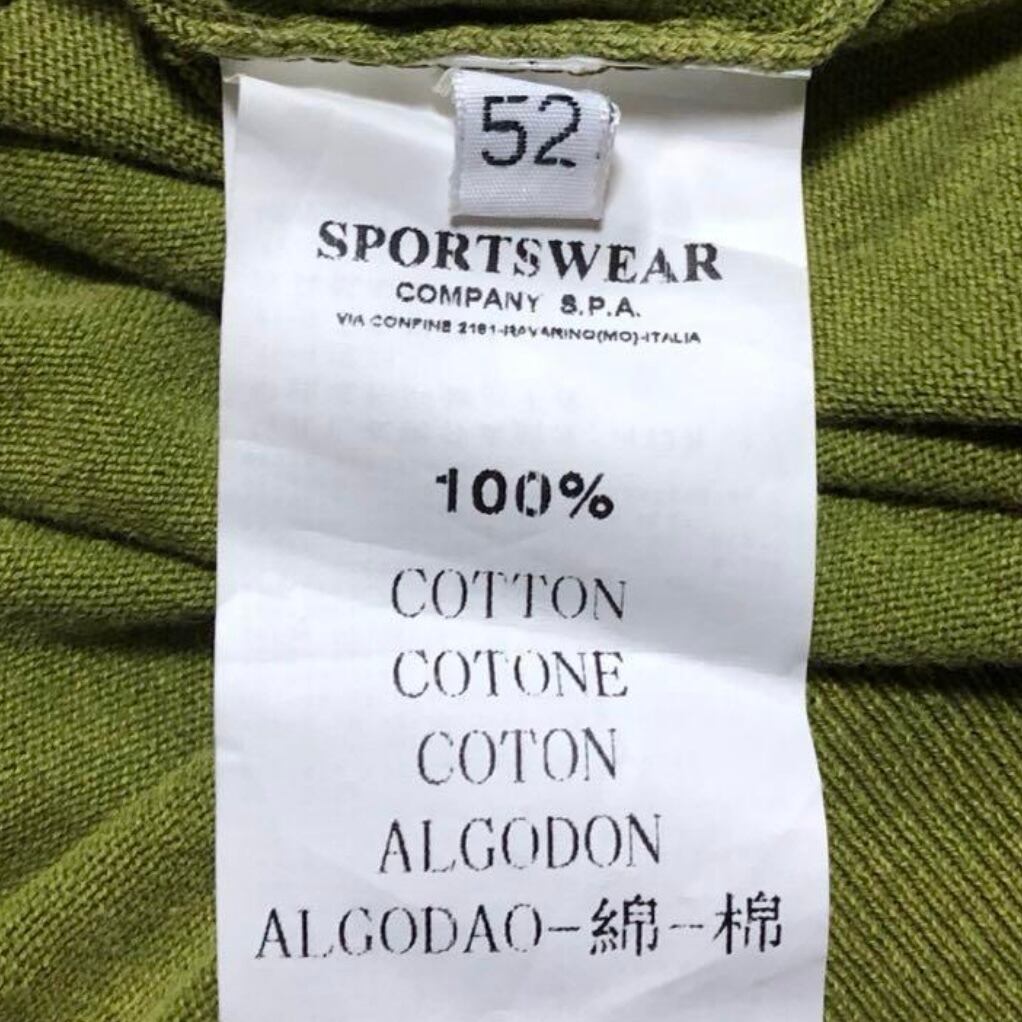 52
SPORTSWEAR
COMPANY S.P.A.
VIA CONFINE 2161-RAVARINO(MO)-ITALIA
100%
COTTON
COTONE
COTON
ALGODON
ALGODAO-綿-棉